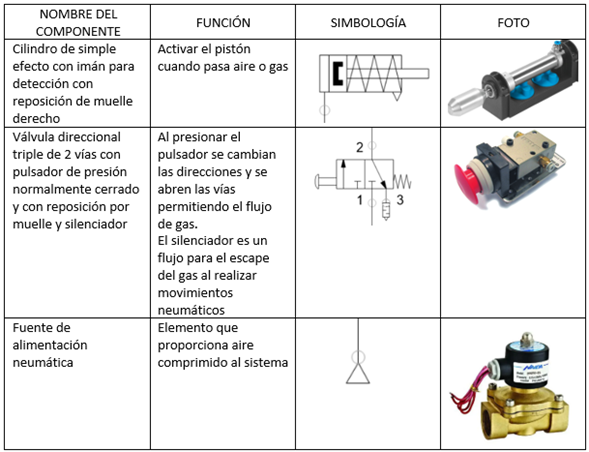 NOMBRE DEL
COMPONENTE
FUNCIÓN
SIMBOLOGÍA
FOTO
Cilindro de simple
efecto con imán para
detección con
reposición de muelle
derecho
Activar el pistón
cuando pasa aire o gas
Válvula direccional
triple de 2 vías con
pulsador de presión
normalmente cerrado
y con reposición por
muelle y silenciador
Al presionar el
pulsador se cambian
las direcciones y se
abren las vías
permitiendo el flujo
de gas.
El silenciador es un
flujo para el escape
del gas al realizar
movimientos
neumáticos
2
1
3
Fuente de
alimentación
neumática
Elemento que
proporciona aire
comprimido al sistema